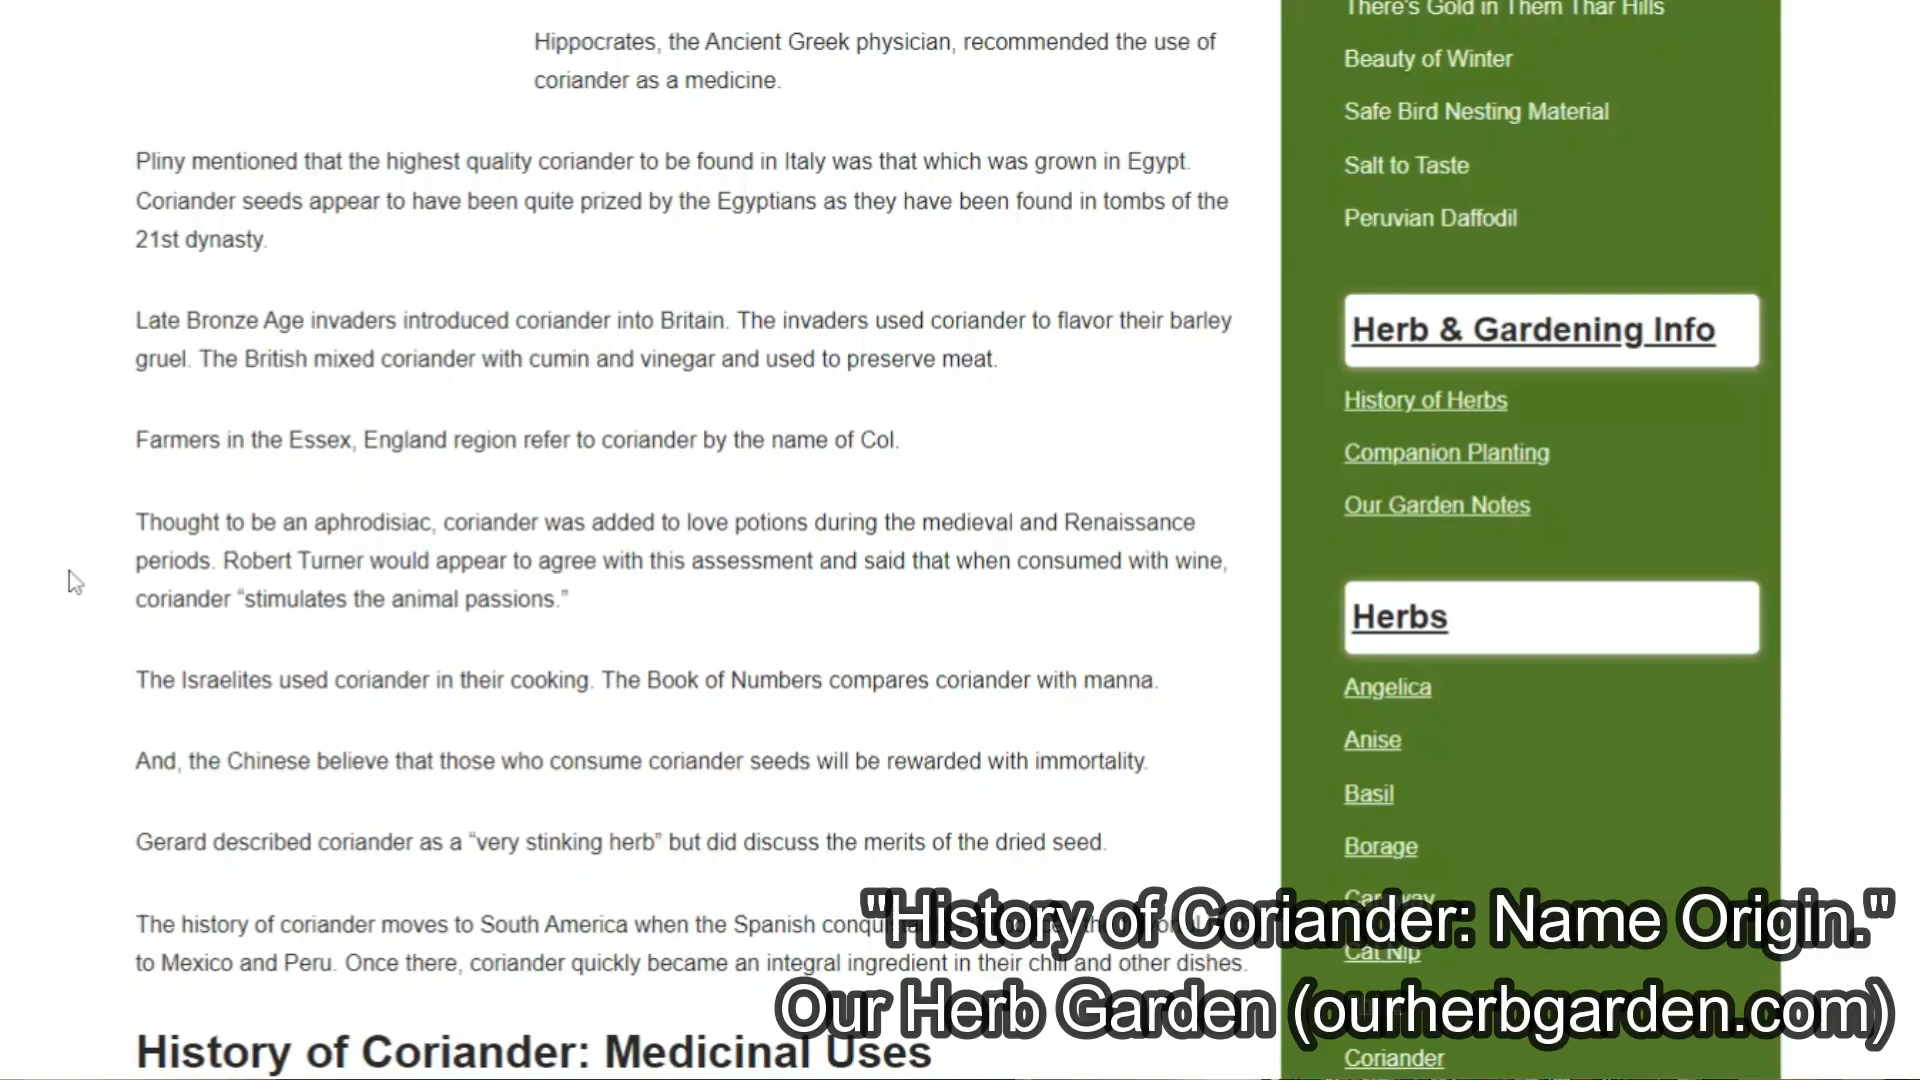 Hippocrates, the Ancient Greek physician, recommended the use of
coriander as a medicine.
Pliny mentioned that the highest quality coriander to be found in Italy was that which was grown in Egypt.
Coriander seeds appear to have been quite prized by the Egyptians as they have been found in tombs of the
21st dynasty.
Late Bronze Age invaders introduced coriander into Britain. The invaders used coriander to flavor their barley
gruel. The British mixed coriander with cumin and vinegar and used to preserve meat.
Farmers in the Essex, England region refer to coriander by the name of Col.
Thought to be an aphrodisiac, coriander was added to love potions during the medieval and Renaissance
periods. Robert Turner would appear to agree with this assessment and said that when consumed with wine,
coriander “stimulates the animal passions.”
The Israelites used coriander in their cooking. The Book of Numbers compares coriander with manna.
And, the Chinese believe that those who consume coriander seeds will be rewarded with immortality.
Gerard described coriander as a “very stinking herb” but did discuss the merits of the dried seed.
The history of coriander moves to South America when the Spanish
to Mexico and Peru. Once there, coriander quickly became an integral ingredient in their chili and other dishes.
History of Coriander: Medicinal Uses
There's Gold in Them Thar Hills
Beauty of Winter
Safe Bird Nesting Material
Salt to Taste
Peruvian Daffodil
Herb & Gardening Info
History of Herbs
Companion Planting
Our Garden Notes
Herbs
Angelica
Anise
Basil
Borage
Cat Nip
Coriander
"History of Coriander: Name Origin."
Our Herb Garden (ourherbgarden.com)